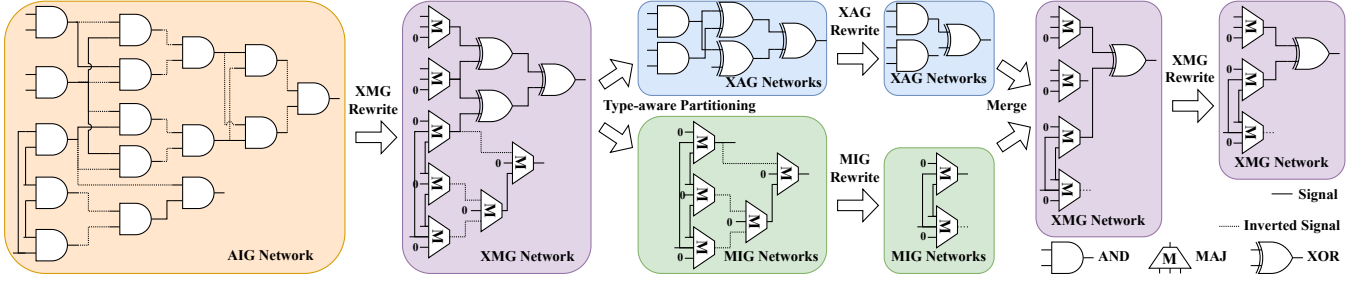 AIG Network
XMG
Rewrite
M
0
M
0
M
0
M
0
M
0
M
0
M
0
XMG Network
Type-aware Partitioning
XAG Networks
XAG
Rewrite
XAG Networks
0
M
M
0
M
0
M
0
M
0
MIG Networks
MIG
Rewrite
0
M
M
0
MIG Networks
Merge
M
0
M
0
M
M
0
XMG Network
XMG
Rewrite
M
0
0
M
0
M
XMG Network
Signal
Inverted Signal
AND
M
MAJ
XOR